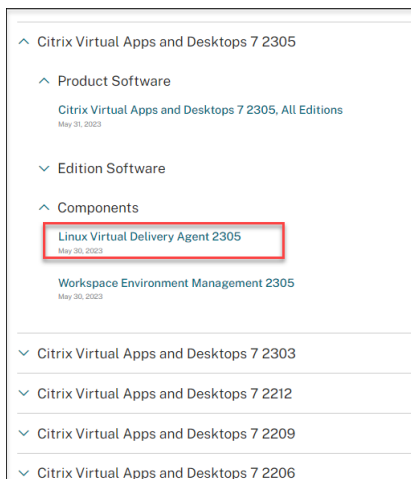 Citrix Virtual Apps and Desktops 7 2305
Product Software
Citrix Virtual Apps and Desktops 7 2305, All Editions
May 31, 2023
Edition Software
Components
Linux Virtual Delivery Agent 2305
May 30, 2023
Workspace Environment Management 2305
May 30, 2023
Citrix Virtual Apps and Desktops 7 2303
Citrix Virtual Apps and Desktops 7 2212
Citrix Virtual Apps and Desktops 7 2209
Citrix Virtual Apps and Desktops 7 2206